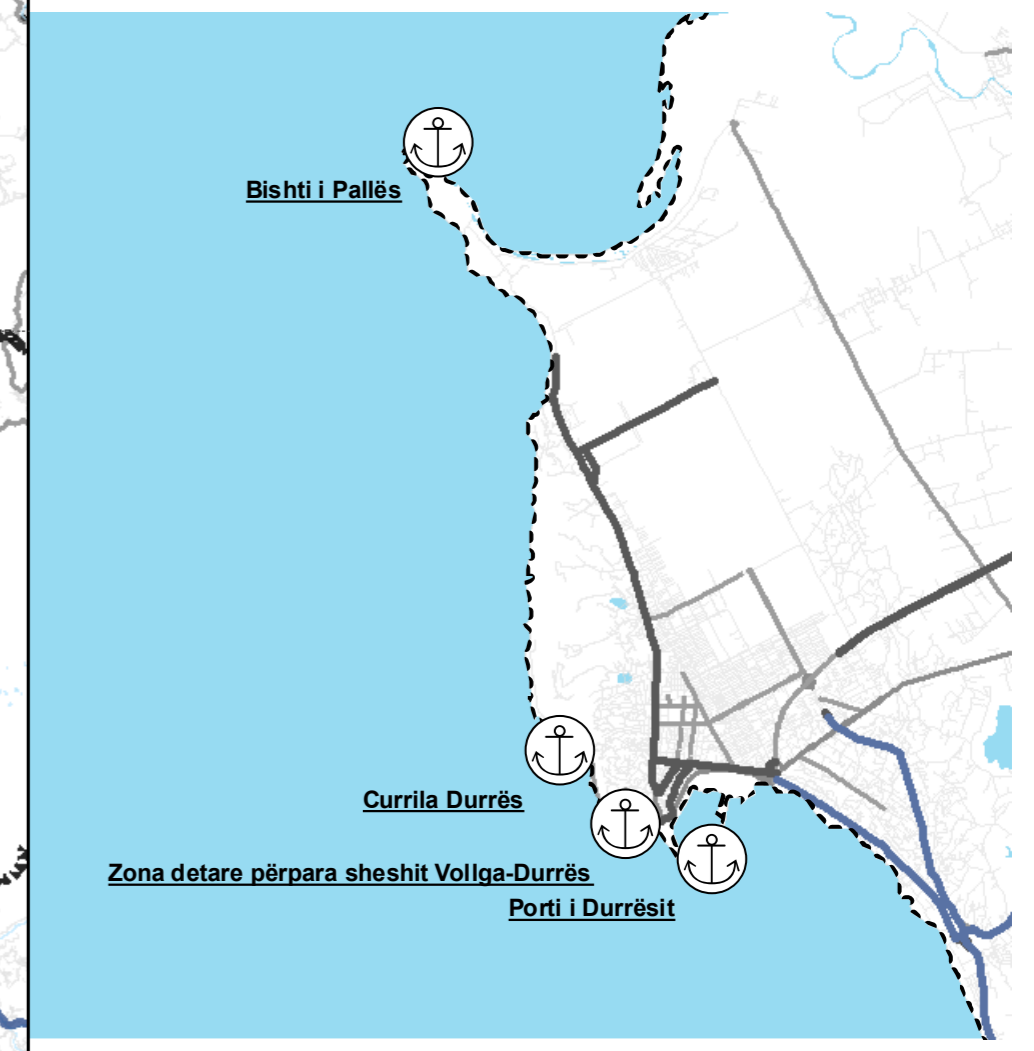 Bishti i Pallës
Currila Durrës
Zona detare përpara sheshit Vollga-Durrës
Porti i Durrësit